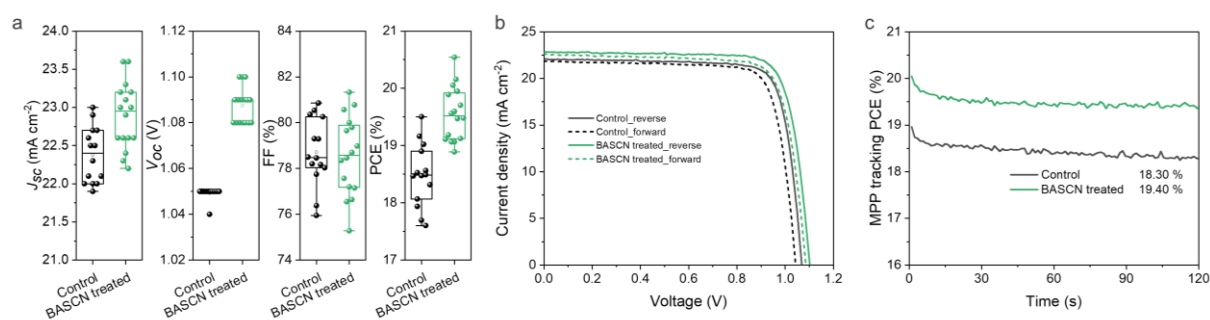 a
J_SC (mA cm⁻²)
24.0
23.5
23.0
22.5
22.0
21.5
21.0
Control
BASCN treated
V_OC (V)
1.12
1.10
1.08
1.06
1.04
1.02
Control
BASCN treated
FF (%)
84
82
80
78
76
74
Control
BASCN treated
PCE (%)
21
20
19
18
17
Control
BASCN treated
b
Current density (mA cm⁻²)
25
20
15
10
5
0
Control_reverse
Control_forward
BASCN treated_reverse
BASCN treated_forward
0.0 0.2 0.4 0.6 0.8 1.0 1.2
Voltage (V)
c
MPP tracking PCE (%)
21
20
19
18
17
16
Control 18.30 %
BASCN treated 19.40 %
0 30 60 90 120
Time (s)